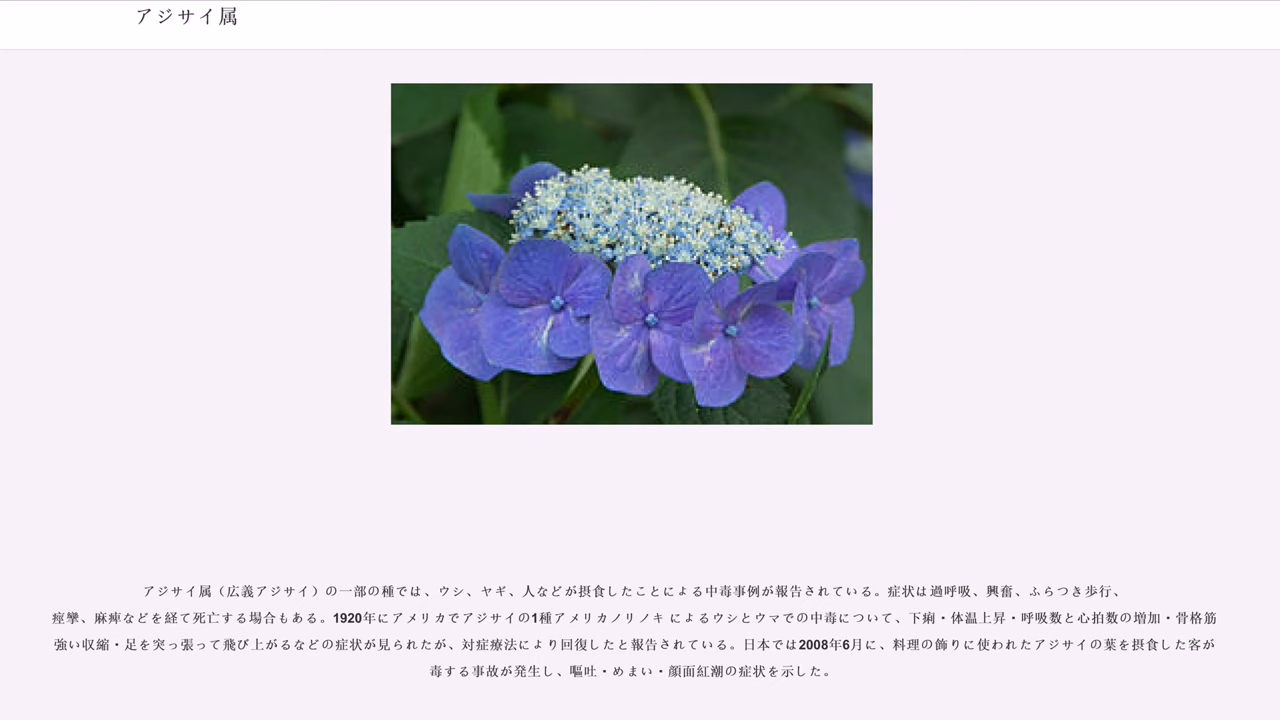 アジサイ属
アジサイ属（広義アジサイ）の一部の種では、ウシ、ヤギ、人などが摂食したことによる中毒事例が報告されている。症状は過呼吸、興奮、ふらつき歩行、
痙攣、麻痺などを経て死亡する場合もある。1920年にアメリカでアジサイの1種アメリカノリノキ によるウシとウマでの中毒について、下痢・体温上昇・呼吸数と心拍数の増加・骨格筋
強い収縮・足を突っ張って飛び上がるなどの症状が見られたが、対症療法により回復したと報告されている。日本では2008年6月に、料理の飾りに使われたアジサイの葉を摂食した客が
毒する事故が発生し、嘔吐・めまい・顔面紅潮の症状を示した。